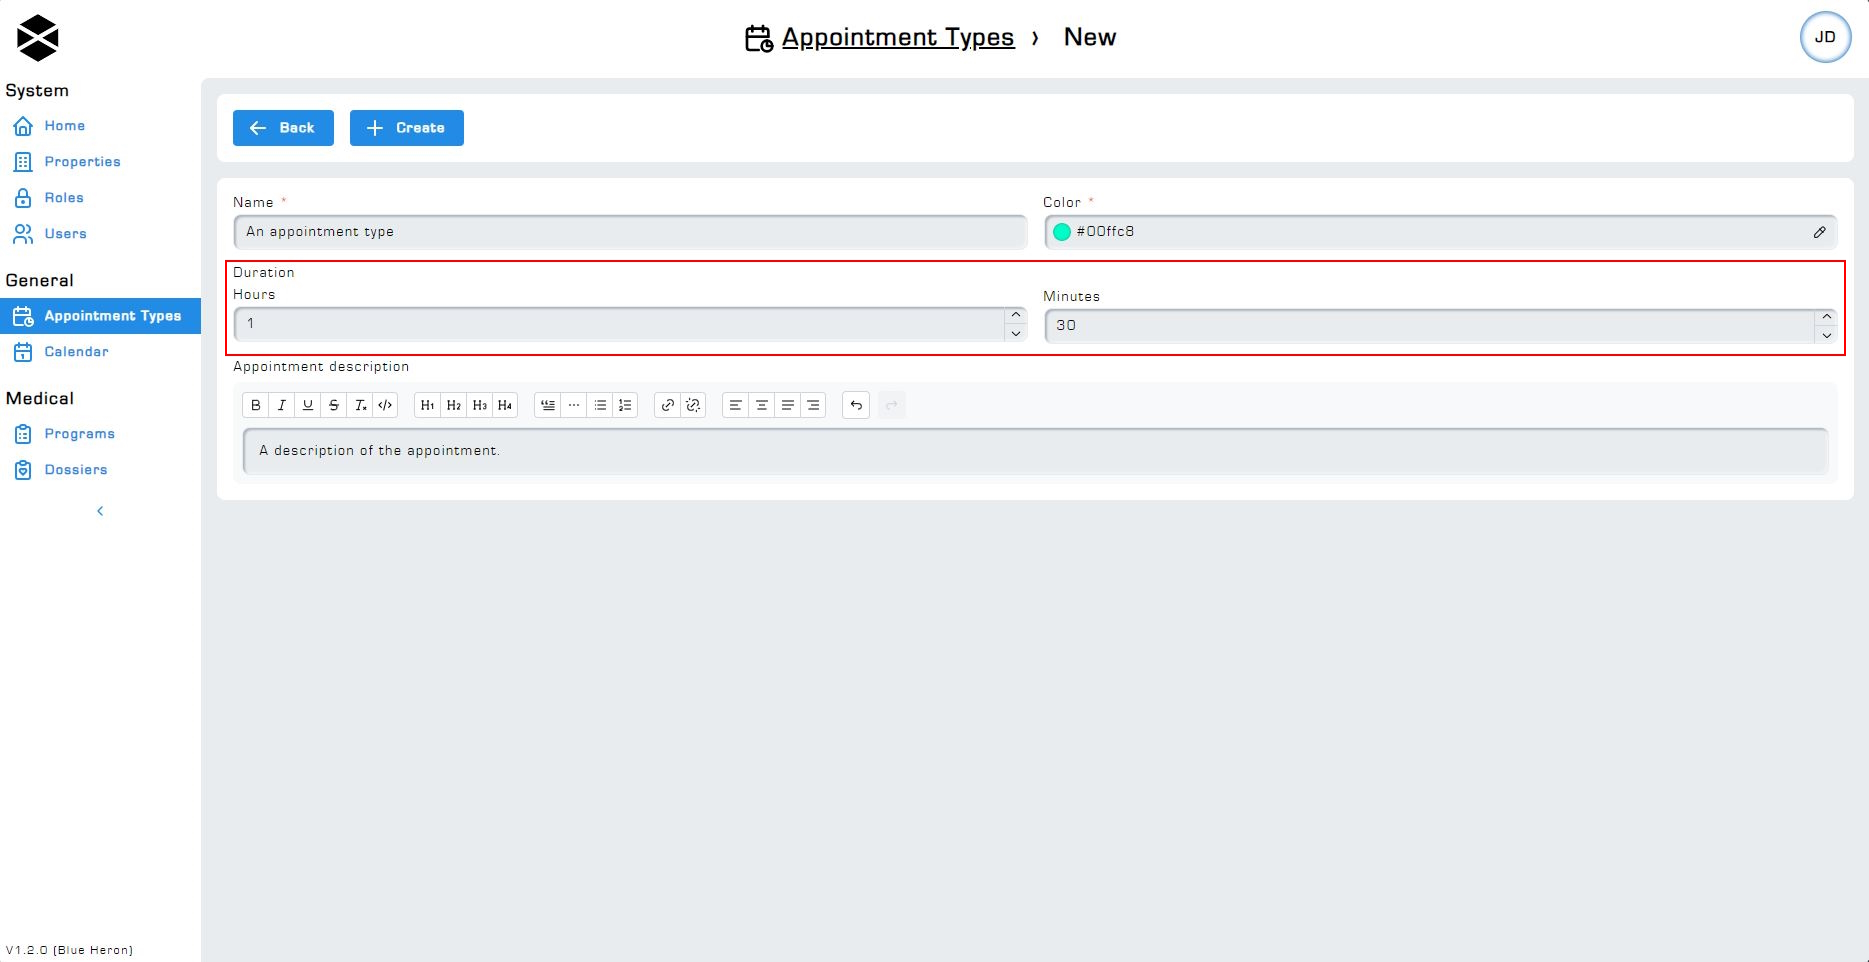 Appointment Types › New
JD
System
Home
Properties
Roles
Users
General
Appointment Types
Calendar
Medical
Programs
Dossiers
V1.2.0 (Blue Heron)
Back
Create
Name *
An appointment type
Color *
#00ffc8
Duration
Hours
1
Minutes
30
Appointment description
B I U S Tx </> H1 H2 H3 H4
A description of the appointment.